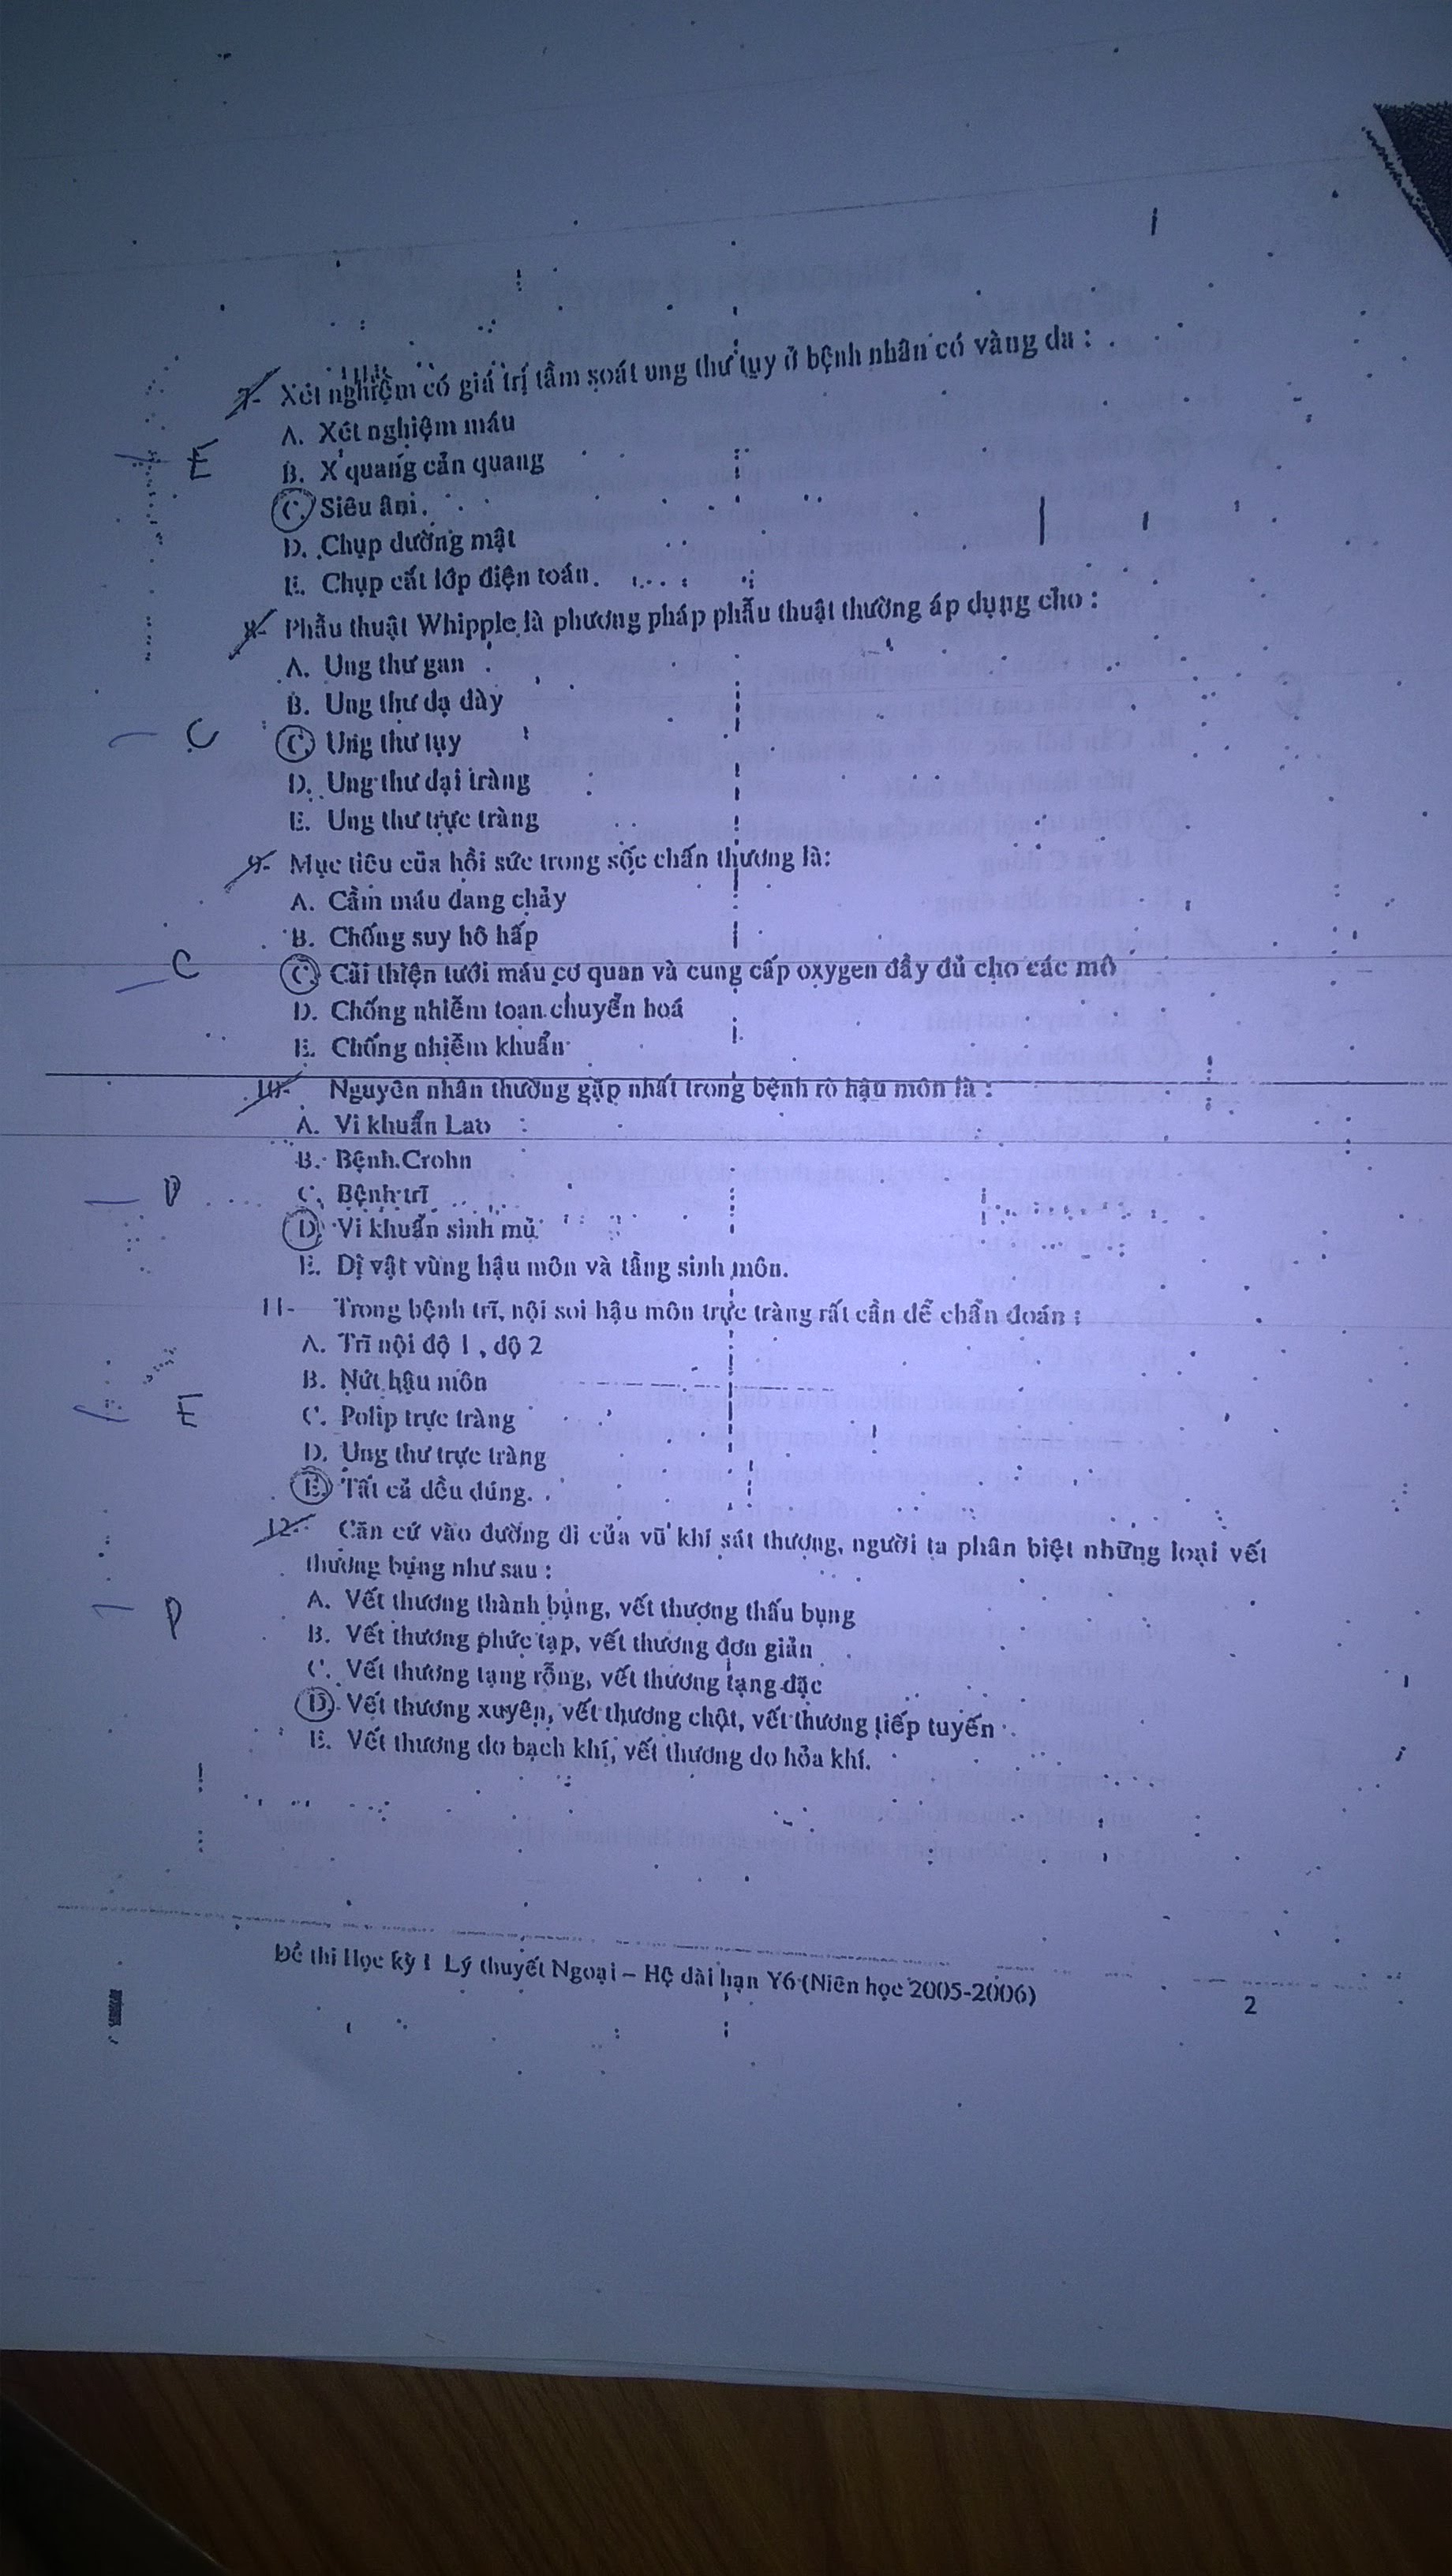 7- Xét nghiệm có giá trị tầm soát ung thư tụy ở bệnh nhân có vàng da :
A. Xét nghiệm máu
E
B. X quang cản quang
C. Siêu âm.
D. Chụp đường mật
E. Chụp cắt lớp điện toán.
8- Phẫu thuật Whipple là phương pháp phẫu thuật thường áp dụng cho :
A. Ung thư gan
B. Ung thư dạ dày
C
C. Ung thư tụy
D. Ung thư đại tràng
E. Ung thư trực tràng
9- Mục tiêu của hồi sức trong sốc chấn thương là:
A. Cầm máu đang chảy
B. Chống suy hô hấp
C
C. Cải thiện tưới máu cơ quan và cung cấp oxygen đầy đủ cho các mô
D. Chống nhiễm toan chuyển hoá
E. Chống nhiễm khuẩn
10- Nguyên nhân thường gặp nhất trong bệnh rò hậu môn là :
A. Vi khuẩn Lao
B. Bệnh Crohn
D
C. Bệnh trĩ
D. Vi khuẩn sinh mủ
E. Dị vật vùng hậu môn và tầng sinh môn.
11- Trong bệnh trĩ, nội soi hậu môn trực tràng rất cần để chẩn đoán :
A. Trĩ nội độ 1 , độ 2
B. Nứt hậu môn
E
C. Polip trực tràng
D. Ung thư trực tràng
E. Tất cả đều đúng.
12. Căn cứ vào đường đi của vũ khí sát thương, người ta phân biệt những loại vết
thương bụng như sau :
A. Vết thương thành bụng, vết thương thấu bụng
D
B. Vết thương phức tạp, vết thương đơn giản
C. Vết thương tạng rỗng, vết thương tạng đặc
D. Vết thương xuyên, vết thương chột, vết thương tiếp tuyến
E. Vết thương do bạch khí, vết thương do hỏa khí.
Đề thi Học kỳ 1 Lý thuyết Ngoại – Hệ dài hạn Y6 (Niên học 2005-2006)
2